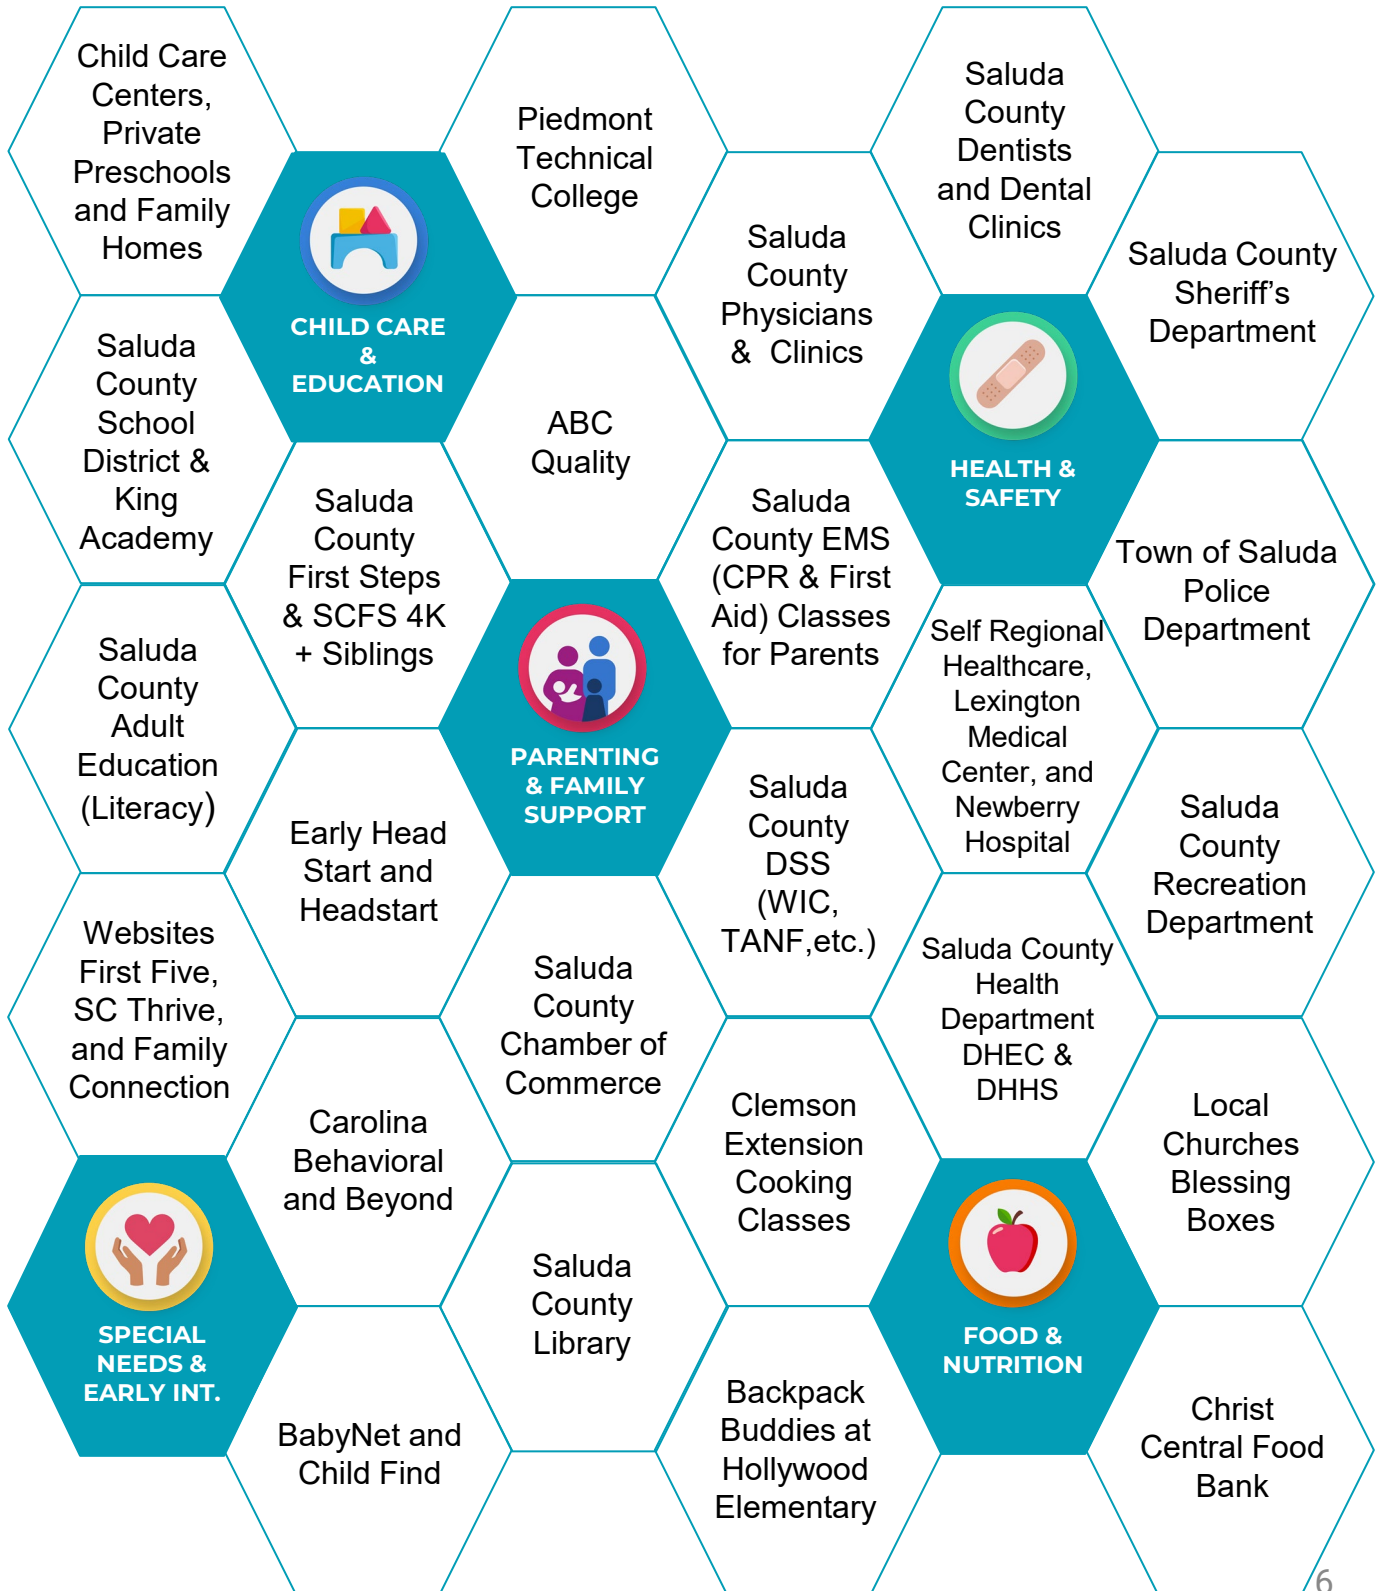 Child Care
Centers,
Private
Preschools
and Family
Homes
CHILD CARE
&
EDUCATION
Piedmont
Technical
College
Saluda
County
Physicians
&  Clinics
Saluda
County
Dentists
and Dental
Clinics
Saluda County
Sheriff’s
Department
Saluda
County
School
District &
King
Academy
ABC
Quality
HEALTH &
SAFETY
Saluda
County
First Steps
& SCFS 4K
+ Siblings
Saluda
County EMS
(CPR & First
Aid) Classes
for Parents
Town of Saluda
Police
Department
Saluda
County
Adult
Education
(Literacy)
PARENTING
& FAMILY
SUPPORT
Self Regional
Healthcare,
Lexington
Medical
Center, and
Newberry
Hospital
Early Head
Start and
Headstart
Saluda
County
DSS
(WIC,
TANF,etc.)
Saluda
County
Recreation
Department
Websites
First Five,
SC Thrive,
and Family
Connection
Saluda
County
Chamber of
Commerce
Saluda County
Health
Department
DHEC &
DHHS
Carolina
Behavioral
and Beyond
Clemson
Extension
Cooking
Classes
Local
Churches
Blessing
Boxes
SPECIAL
NEEDS &
EARLY INT.
Saluda
County
Library
FOOD &
NUTRITION
BabyNet and
Child Find
Backpack
Buddies at
Hollywood
Elementary
Christ
Central Food
Bank
6